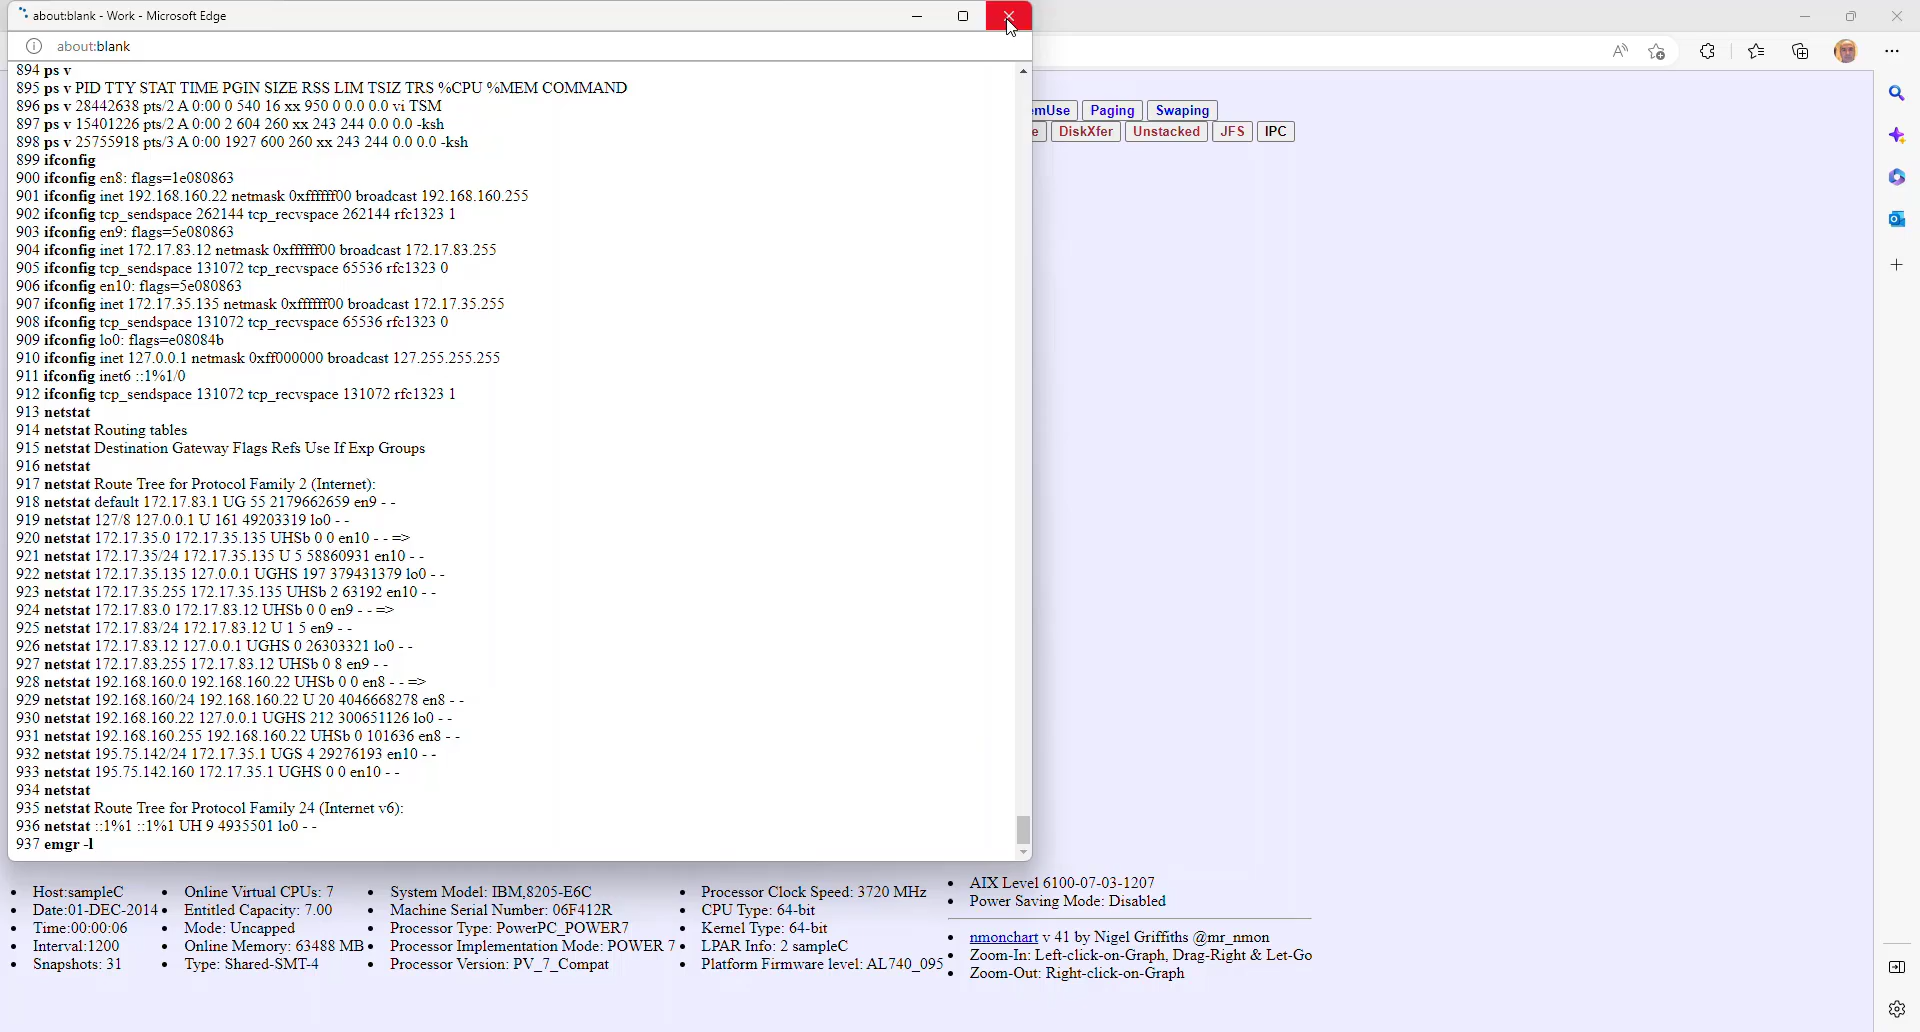 about:blank - Work - Microsoft Edge
about:blank
894 ps v
895 ps v PID TTY STAT TIME PGIN SIZE RSS LIM TSIZ TRS %CPU %MEM COMMAND
896 ps v 28442638 pts/2 A 0:00 0 540 16 xx 950 0 0.0 0.0 vi TSM
897 ps v 15401226 pts/2 A 0:00 2 604 260 xx 243 244 0.0 0.0 -ksh
898 ps v 25755918 pts/3 A 0:00 1927 600 260 xx 243 244 0.0 0.0 -ksh
899 ifconfig
900 ifconfig en8: flags=1e080863
901 ifconfig inet 192.168.160.22 netmask 0xffffff00 broadcast 192.168.160.255
902 ifconfig tcp_sendspace 262144 tcp_recvspace 262144 rfc1323 1
903 ifconfig en9: flags=5e080863
904 ifconfig inet 172.17.83.12 netmask 0xffffff00 broadcast 172.17.83.255
905 ifconfig tcp_sendspace 131072 tcp_recvspace 65536 rfc1323 0
906 ifconfig en10: flags=5e080863
907 ifconfig inet 172.17.35.135 netmask 0xffffff00 broadcast 172.17.35.255
908 ifconfig tcp_sendspace 131072 tcp_recvspace 65536 rfc1323 0
909 ifconfig lo0: flags=e08084b
910 ifconfig inet 127.0.0.1 netmask 0xff000000 broadcast 127.255.255.255
911 ifconfig inet6 ::1%1/0
912 ifconfig tcp_sendspace 131072 tcp_recvspace 131072 rfc1323 1
913 netstat
914 netstat Routing tables
915 netstat Destination Gateway Flags Refs Use If Exp Groups
916 netstat
917 netstat Route Tree for Protocol Family 2 (Internet):
918 netstat default 172.17.83.1 UG 55 2179662659 en9 - -
919 netstat 127/8 127.0.0.1 U 161 49203319 lo0 - -
920 netstat 172.17.35.0 172.17.35.135 UHSb 0 0 en10 - - =>
921 netstat 172.17.35/24 172.17.35.135 U 5 58860931 en10 - -
922 netstat 172.17.35.135 127.0.0.1 UGHS 197 379431379 lo0 - -
923 netstat 172.17.35.255 172.17.35.135 UHSb 2 63192 en10 - -
924 netstat 172.17.83.0 172.17.83.12 UHSb 0 0 en9 - - =>
925 netstat 172.17.83/24 172.17.83.12 U 1 5 en9 - -
926 netstat 172.17.83.12 127.0.0.1 UGHS 0 26303321 lo0 - -
927 netstat 172.17.83.255 172.17.83.12 UHSb 0 8 en9 - -
928 netstat 192.168.160.0 192.168.160.22 UHSb 0 0 en8 - - =>
929 netstat 192.168.160/24 192.168.160.22 U 20 4046668278 en8 - -
930 netstat 192.168.160.22 127.0.0.1 UGHS 212 300651126 lo0 - -
931 netstat 192.168.160.255 192.168.160.22 UHSb 0 101636 en8 - -
932 netstat 195.75.142/24 172.17.35.1 UGS 4 29276193 en10 - -
933 netstat 195.75.142.160 172.17.35.1 UGHS 0 0 en10 - -
934 netstat
935 netstat Route Tree for Protocol Family 24 (Internet v6):
936 netstat ::1%1 ::1%1 UH 9 4935501 lo0 - -
937 emgr -l
emUse Paging Swaping
e DiskXfer Unstacked JFS IPC
Host:sampleC
Date:01-DEC-2014
Time:00:00:06
Interval:1200
Snapshots: 31
Online Virtual CPUs: 7
Entitled Capacity: 7.00
Mode: Uncapped
Online Memory: 63488 MB
Type: Shared-SMT-4
System Model: IBM,8205-E6C
Machine Serial Number: 06F412R
Processor Type: PowerPC_POWER7
Processor Implementation Mode: POWER 7
Processor Version: PV_7_Compat
Processor Clock Speed: 3720 MHz
CPU Type: 64-bit
Kernel Type: 64-bit
LPAR Info: 2 sampleC
Platform Firmware level: AL740_095
AIX Level 6100-07-03-1207
Power Saving Mode: Disabled
nmonchart v 41 by Nigel Griffiths @mr_nmon
Zoom-In: Left-click-on-Graph, Drag-Right & Let-Go
Zoom-Out: Right-click-on-Graph